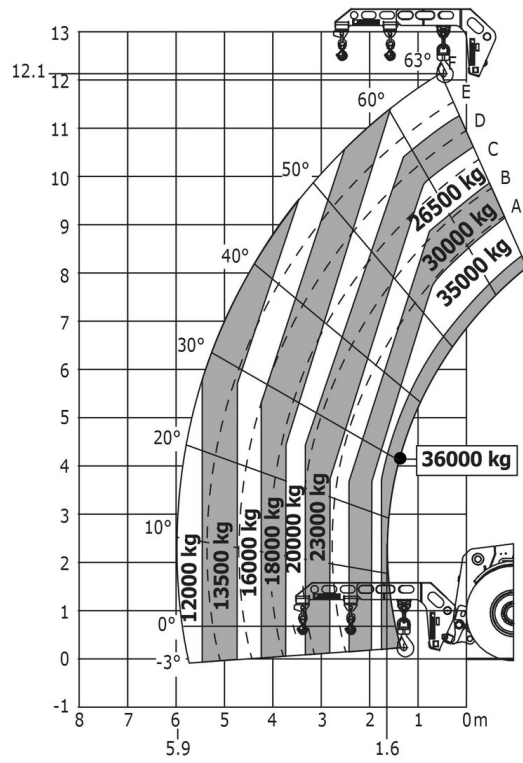 13
12.1
12
11
10
9
8
7
6
5
4
3
2
1
0
-1
63°
F
E
D
C
B
A
60°
50°
40°
30°
20°
10°
0°
-3°
26500 kg
30000 kg
35000 kg
36000 kg
12000 kg
13500 kg
16000 kg
18000 kg
20000 kg
23000 kg
8 7 6 5 4 3 2 1 0m
5.9 1.6